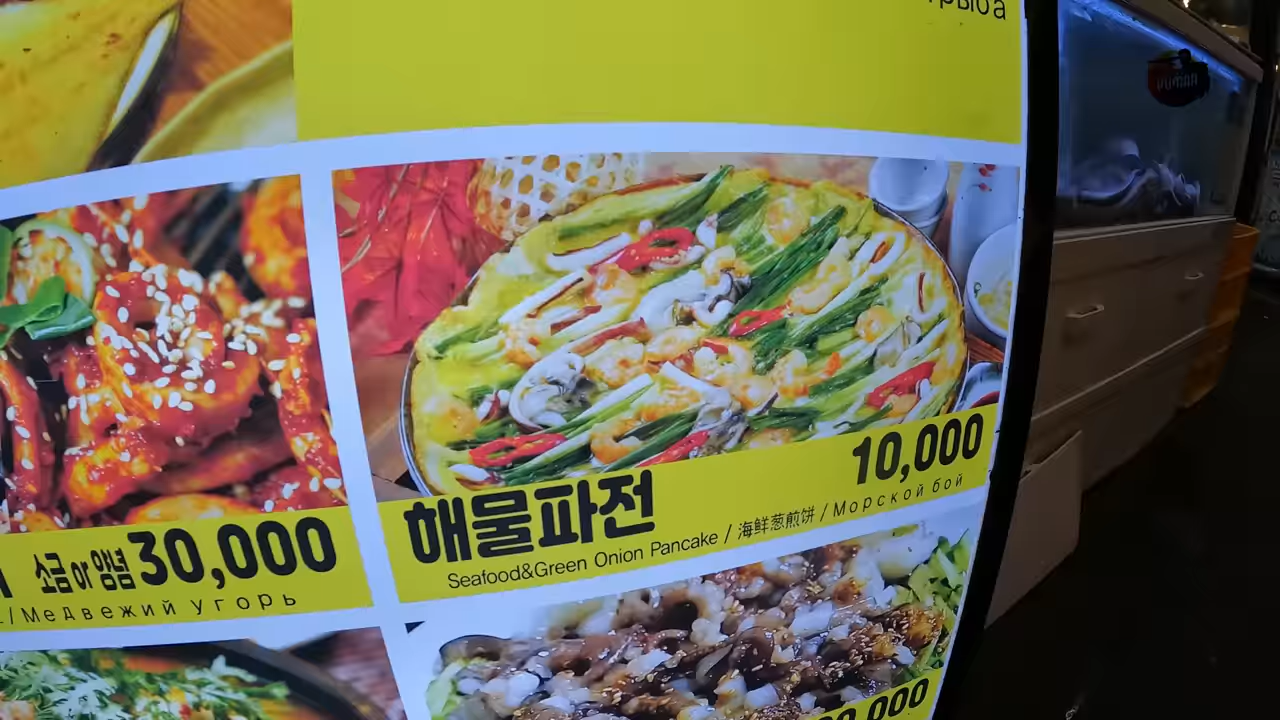 해물파전
10,000
Seafood&Green Onion Pancake / 海鲜葱煎饼 / Морской бой
소금 or 양념 30,000
/Медвежий угорь